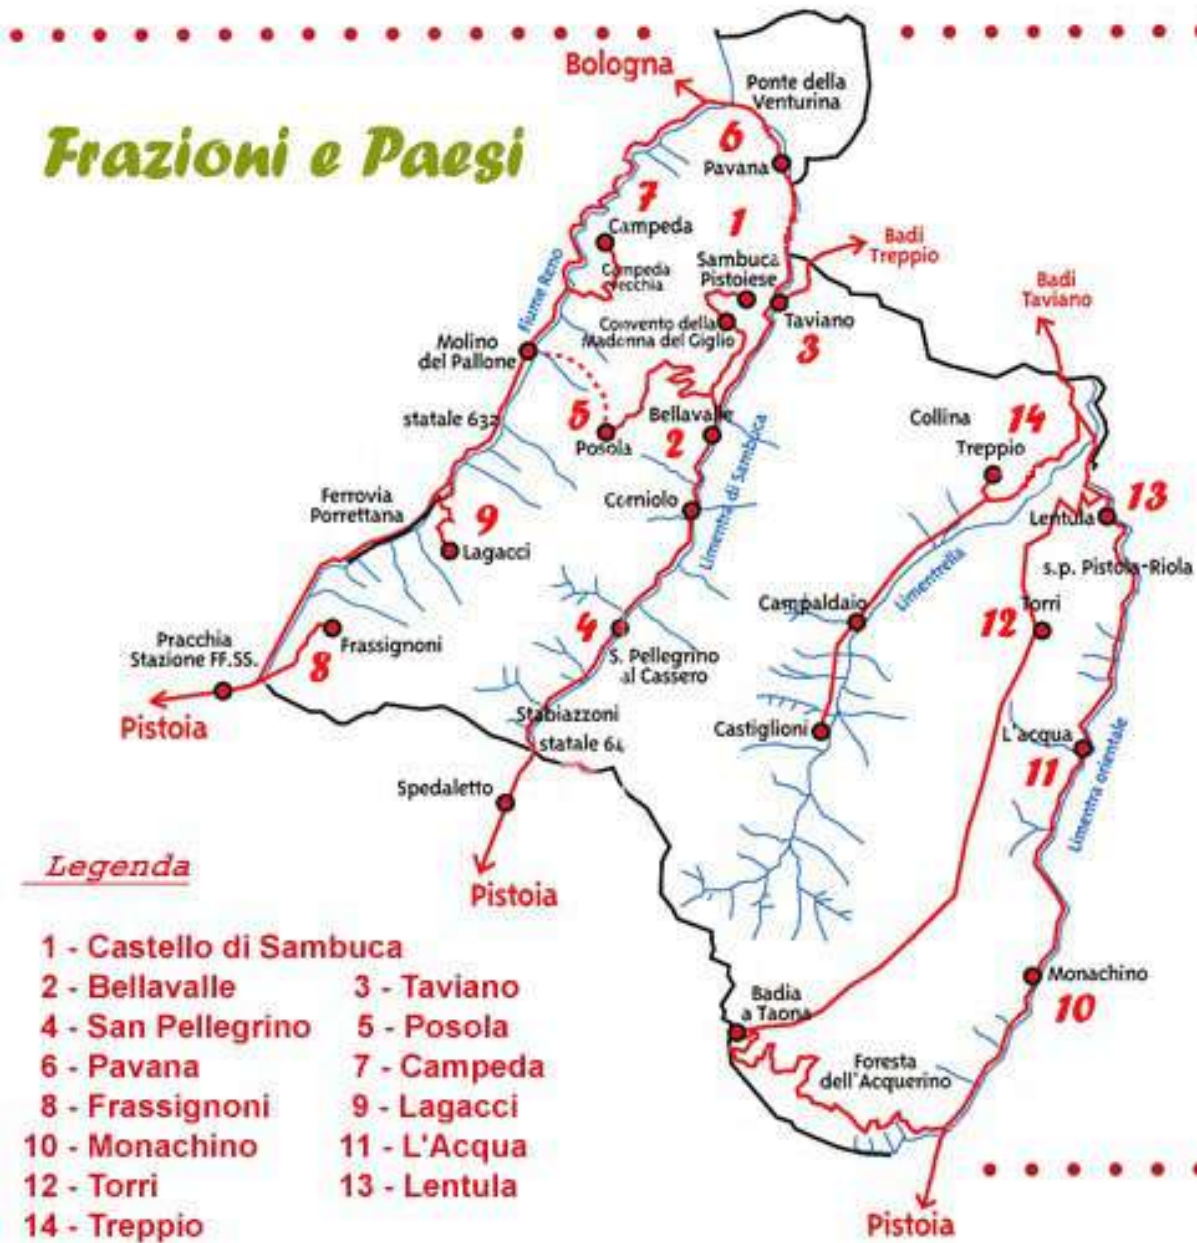 Frazioni e Paesi
Bologna
Ponte della
Venturina
6
Pavana
7
Campeda
Campeda
vecchia
1
Sambuca
Pistoiese
Badi
Treppio
Badi
Taviano
Fiume Reno
Convento della
Madonna del Giglio
Taviano
3
Molino
del Pallone
statale 632
5
Posola
Bellavalle
2
Collina
14
Treppio
Ferrovia
Porrettana
9
Lagacci
Corniolo
Limentra di Sambuca
Lentula
13
s.p. Pistoia-Riola
Limentrella
Campaldaio
Torri
12
Pracchia
Stazione FF.SS.
8
Frassignoni
4
S. Pellegrino
al Cassero
Pistoia
Stabiazzoni
statale 64
Castiglioni
L'acqua
11
Limentra orientale
Spedaletto
Pistoia
Badia
a Taona
Monachino
10
Foresta
dell'Acquerino
Pistoia
Legenda
1 - Castello di Sambuca
2 - Bellavalle 3 - Taviano
4 - San Pellegrino 5 - Posola
6 - Pavana 7 - Campeda
8 - Frassignoni 9 - Lagacci
10 - Monachino 11 - L'Acqua
12 - Torri 13 - Lentula
14 - Treppio